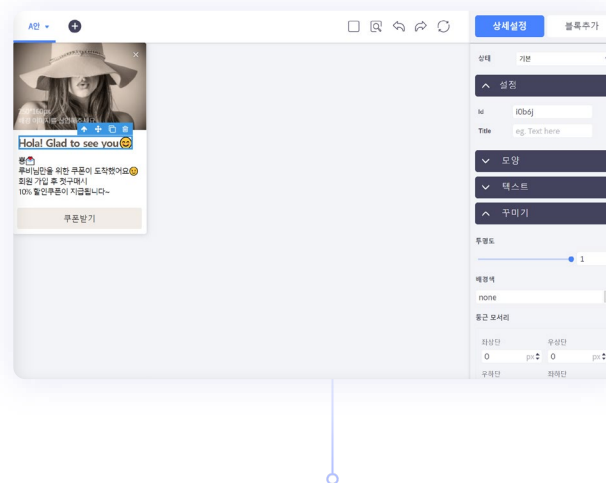 A안
상세설정
블록추가
상태
기본
Hola! Glad to see you😊
뿅💌
루비님만을 위한 쿠폰이 도착했어요😉
회원 가입 후 첫구매시
10% 할인쿠폰이 지급됩니다~
쿠폰받기
설정
Id
i0b6j
Title
eg. Text here
모양
텍스트
꾸미기
투명도
1
배경색
none
둥근 모서리
좌상단
우상단
0
px
0
px
우하단
좌하단